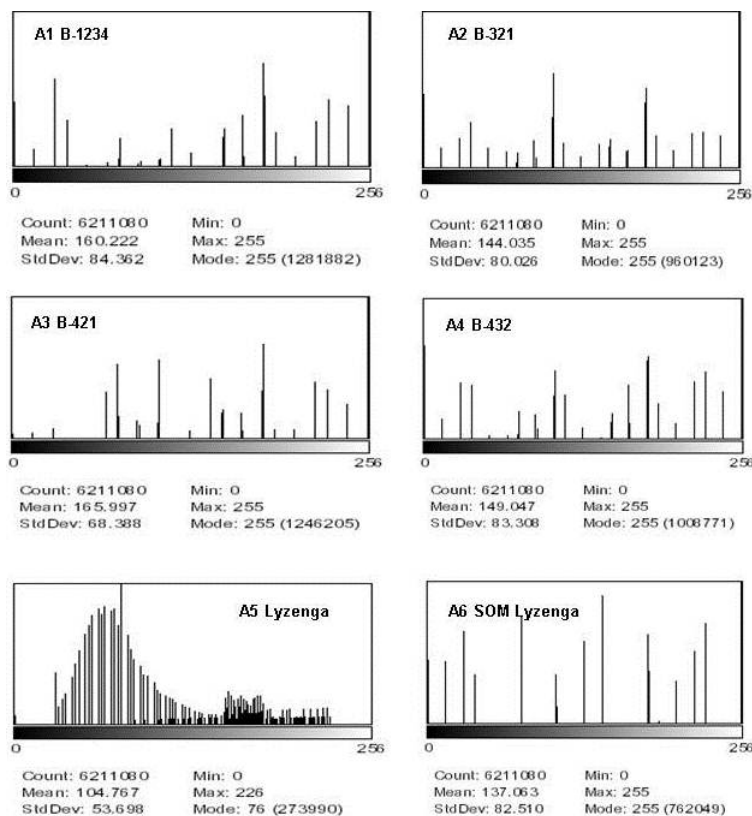 A1 B-1234
0 256
Count: 6211080 Min: 0
Mean: 160.222 Max: 255
StdDev: 84.362 Mode: 255 (1281882)
A2 B-321
0 256
Count: 6211080 Min: 0
Mean: 144.035 Max: 255
StdDev: 80.026 Mode: 255 (960123)
A3 B-421
0 256
Count: 6211080 Min: 0
Mean: 165.997 Max: 255
StdDev: 68.388 Mode: 255 (1246205)
A4 B-432
0 256
Count: 6211080 Min: 0
Mean: 149.047 Max: 255
StdDev: 83.308 Mode: 255 (1008771)
A5 Lyzenga
0 256
Count: 6211080 Min: 0
Mean: 104.767 Max: 226
StdDev: 53.698 Mode: 76 (273990)
A6 SOM Lyzenga
0 256
Count: 6211080 Min: 0
Mean: 137.063 Max: 255
StdDev: 82.510 Mode: 255 (762049)